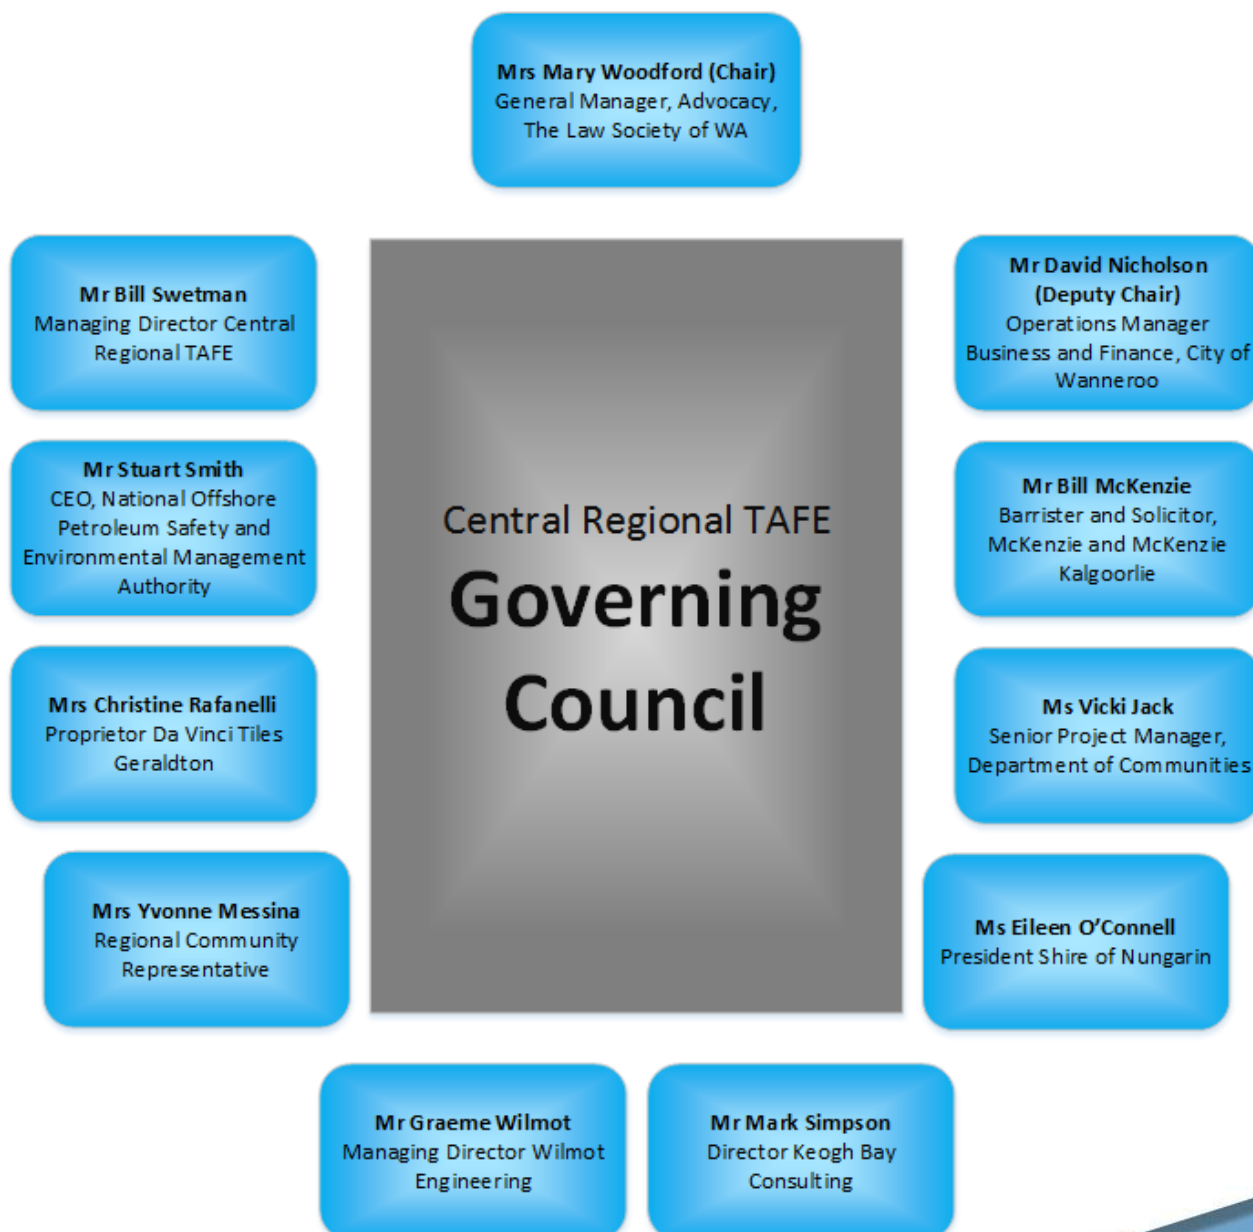 Mrs Mary Woodford (Chair)
General Manager, Advocacy,
The Law Society of WA
Mr Bill Swetman
Managing Director Central
Regional TAFE
Mr David Nicholson
(Deputy Chair)
Operations Manager
Business and Finance, City of
Wanneroo
Mr Stuart Smith
CEO, National Offshore
Petroleum Safety and
Environmental Management
Authority
Central Regional TAFE
Governing
Council
Mr Bill McKenzie
Barrister and Solicitor,
McKenzie and McKenzie
Kalgoorlie
Mrs Christine Rafanelli
Proprietor Da Vinci Tiles
Geraldton
Ms Vicki Jack
Senior Project Manager,
Department of Communities
Mrs Yvonne Messina
Regional Community
Representative
Ms Eileen O’Connell
President Shire of Nungarin
Mr Graeme Wilmot
Managing Director Wilmot
Engineering
Mr Mark Simpson
Director Keogh Bay
Consulting